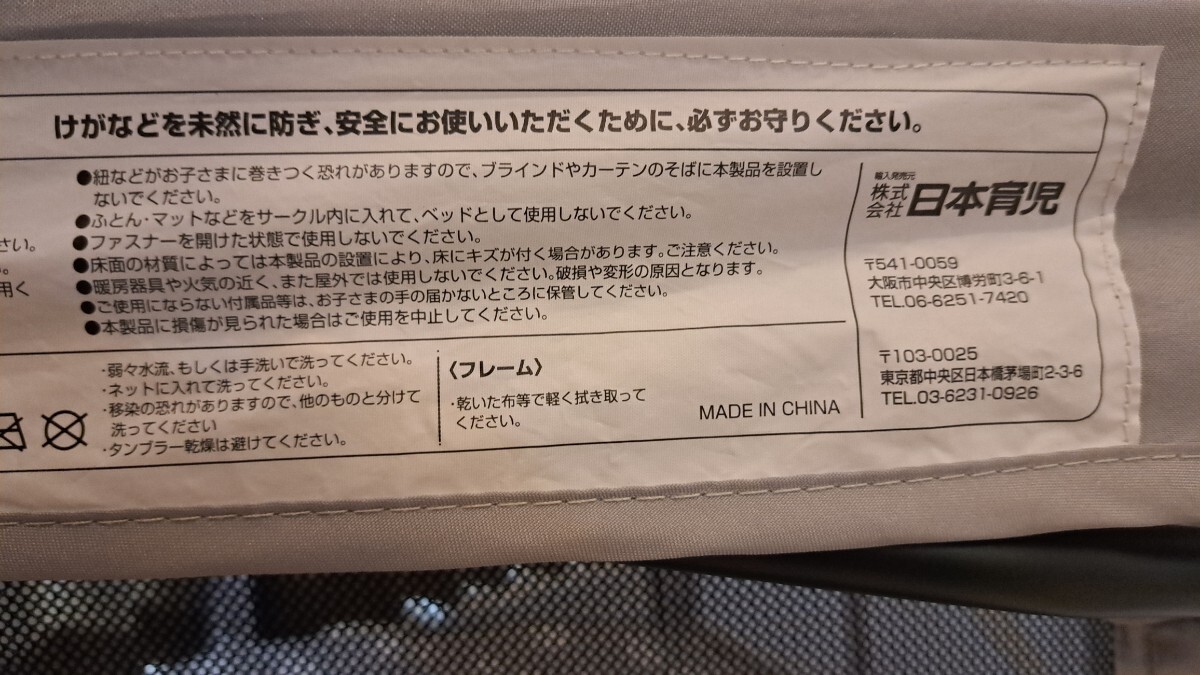 けがなどを未然に防ぎ、安全にお使いいただくために、必ずお守りください。
●紐などがお子さまに巻きつく恐れがありますので、ブラインドやカーテンのそばに本製品を設置し
ないでください。
●ふとん・マットなどをサークル内に入れて、ベッドとして使用しないでください。
●ファスナーを開けた状態で使用しないでください。
●床面の材質によっては本製品の設置により、床にキズが付く場合があります。ご注意ください。
●暖房器具や火気の近く、また屋外では使用しないでください。破損や変形の原因となります。
●ご使用にならない付属品等は、お子さまの手の届かないところに保管してください。
●本製品に損傷が見られた場合はご使用を中止してください。
さい。
。
用く
・弱々水流、もしくは手洗いで洗ってください。
・ネットに入れて洗ってください。
・移染の恐れがありますので、他のものと分けて
洗ってください
・タンブラー乾燥は避けてください。
〈フレーム〉
・乾いた布等で軽く拭き取って
ください。
MADE IN CHINA
輸入発売元
株式会社日本育児
〒541-0059
大阪市中央区博労町3-6-1
TEL.06-6251-7420
〒103-0025
東京都中央区日本橋茅場町2-3-6
TEL.03-6231-0926